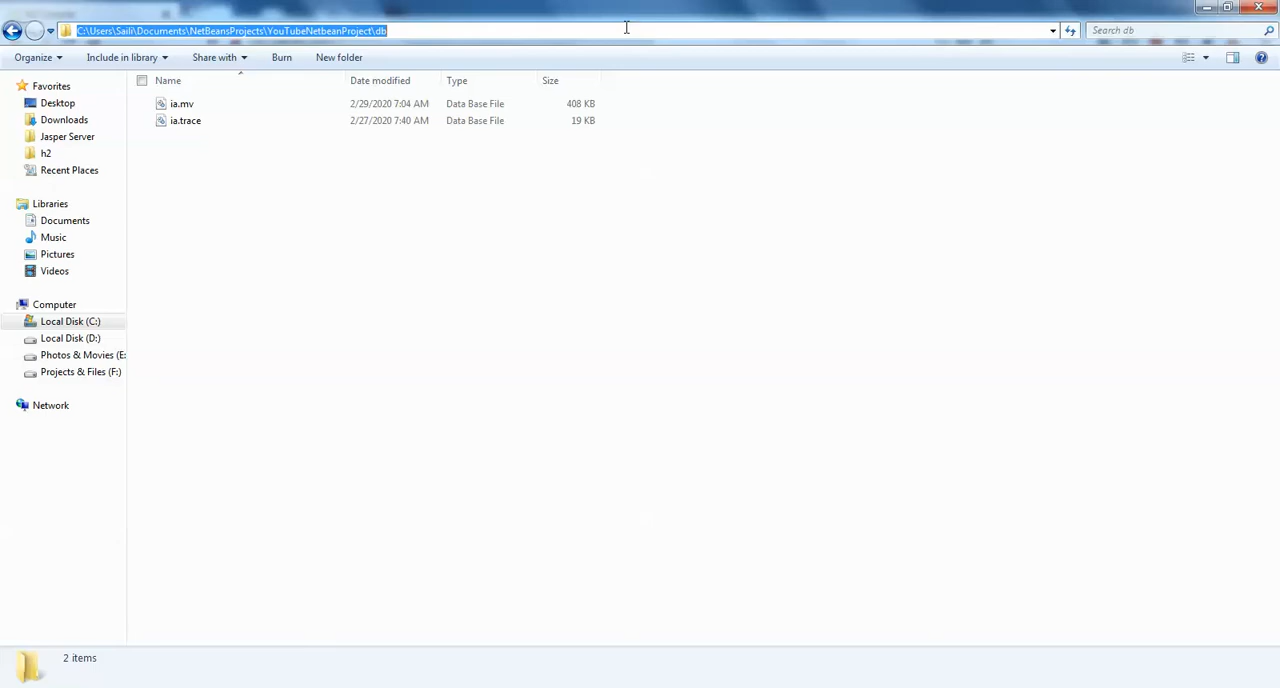 C:\Users\Saili\Documents\NetBeansProjects\YouTubeNetbeanProject\db
Search db
Organize Include in library Share with Burn New folder
Name Date modified Type Size
ia.mv 2/29/2020 7:04 AM Data Base File 408 KB
ia.trace 2/27/2020 7:40 AM Data Base File 19 KB
Favorites
Desktop
Downloads
Jasper Server
h2
Recent Places
Libraries
Documents
Music
Pictures
Videos
Computer
Local Disk (C:)
Local Disk (D:)
Photos & Movies (E:
Projects & Files (F:)
Network
2 items